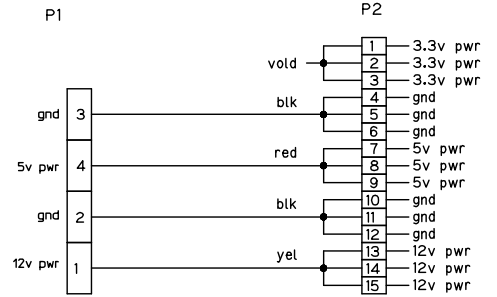 P1 P2
1 3.3v pwr
vold 2 3.3v pwr
3 3.3v pwr
blk 4 gnd
gnd 3 5 gnd
6 gnd
red 7 5v pwr
5v pwr 4 8 5v pwr
9 5v pwr
blk 10 gnd
gnd 2 11 gnd
12 gnd
yel 13 12v pwr
12v pwr 1 14 12v pwr
15 12v pwr